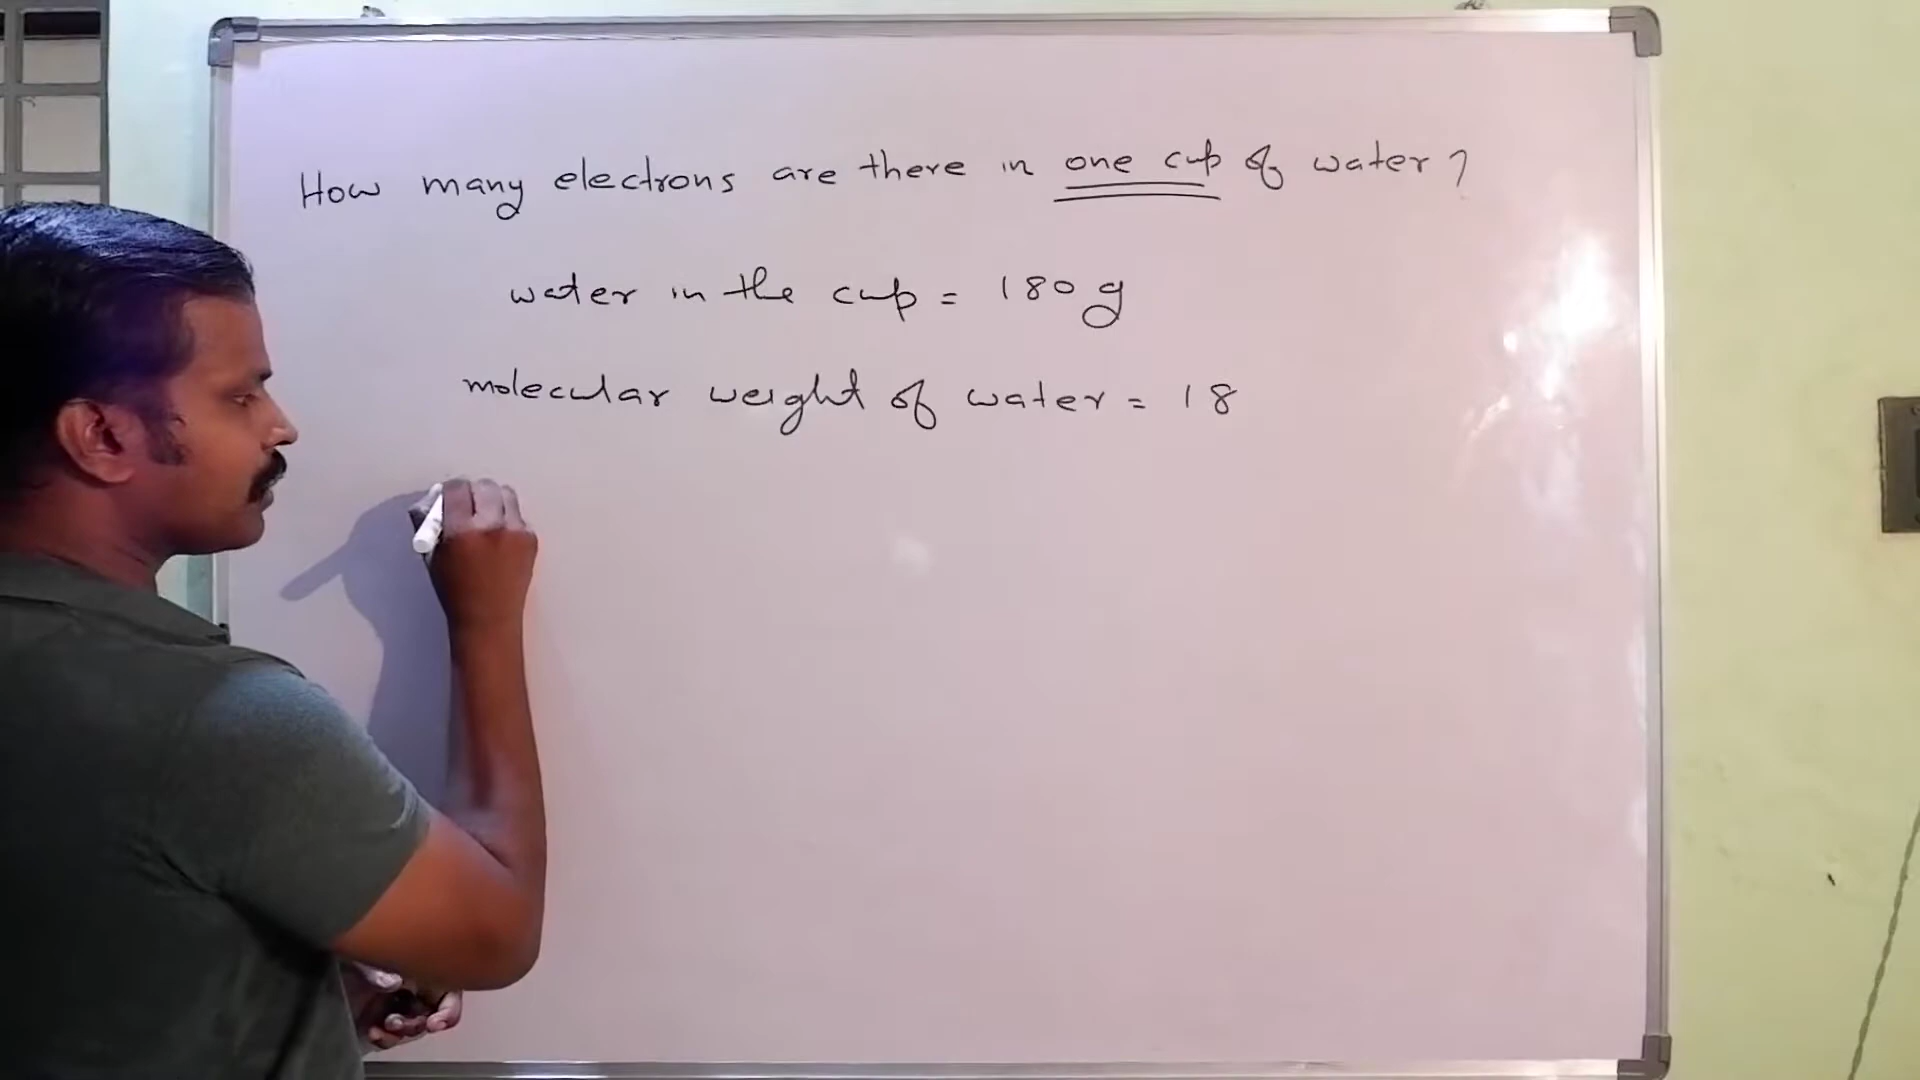 How many electrons are there in one cup of water?
water in the cup = 180 g
molecular weight of water = 18